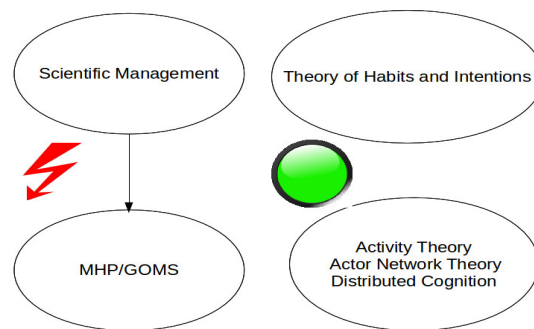 Scientific Management
Theory of Habits and Intentions
MHP/GOMS
Activity Theory
Actor Network Theory
Distributed Cognition